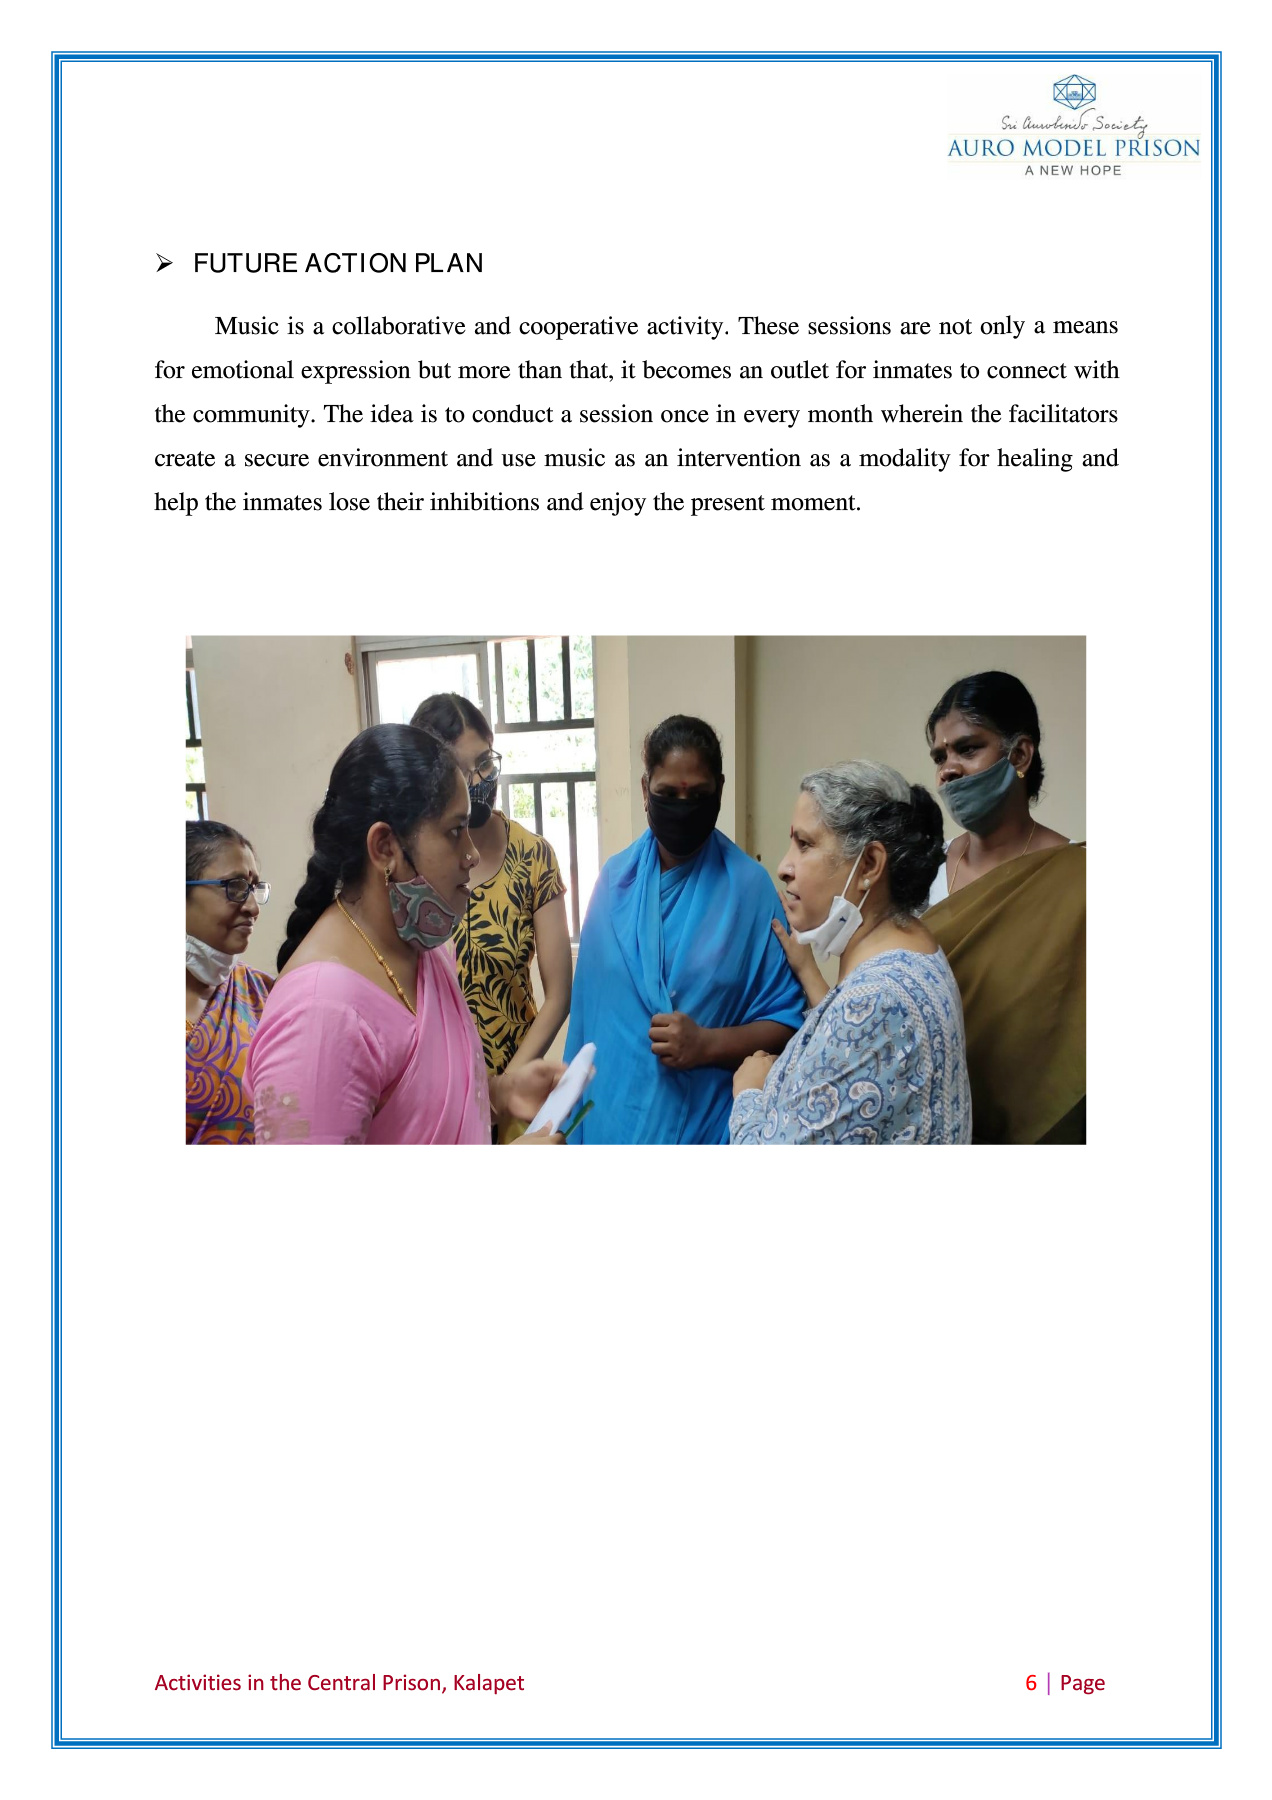 Sri Aurobindo Society
AURO MODEL PRISON
A NEW HOPE
➢ FUTURE ACTION PLAN
Music is a collaborative and cooperative activity. These sessions are not only a means
for emotional expression but more than that, it becomes an outlet for inmates to connect with
the community. The idea is to conduct a session once in every month wherein the facilitators
create a secure environment and use music as an intervention as a modality for healing and
help the inmates lose their inhibitions and enjoy the present moment.
Activities in the Central Prison, Kalapet
6 | Page